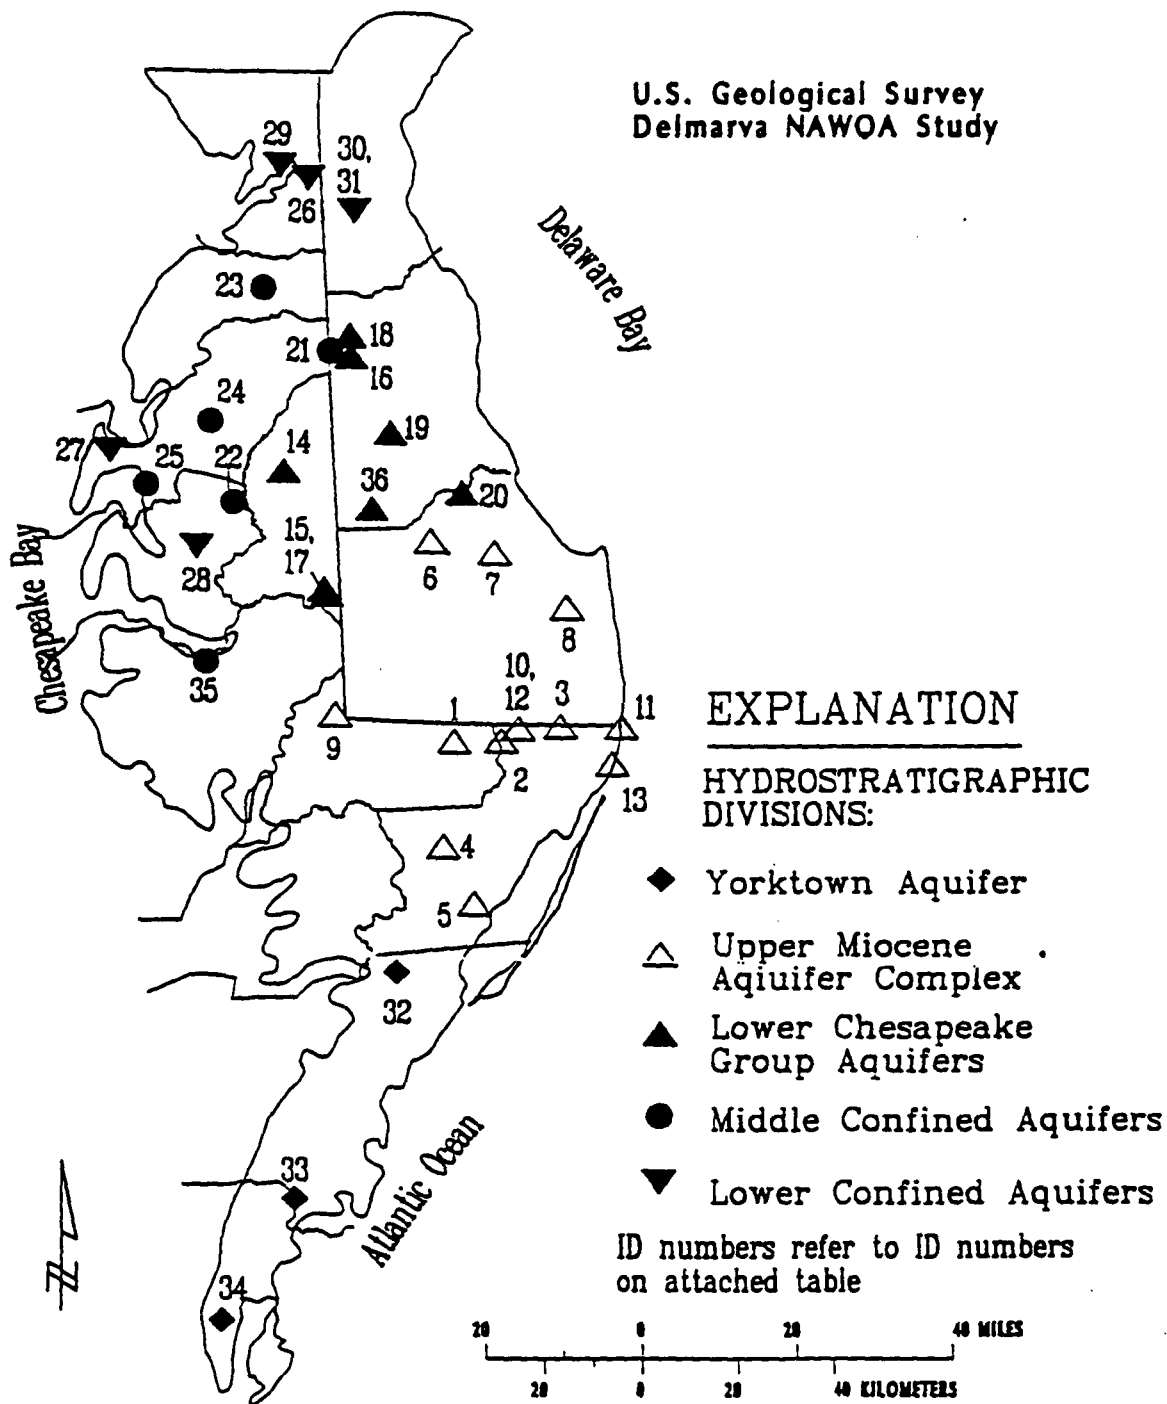 U.S. Geological Survey
Delmarva NAWQA Study
29
30,
31
26
Delaware Bay
23
18
21
16
24
19
27
25
22
14
36
20
15,
17
6
7
28
8
Chesapeake Bay
35
10,
12
1
3
11
9
2
13
4
5
32
33
34
Atlantic Ocean
EXPLANATION
HYDROSTRATIGRAPHIC
DIVISIONS:
Yorktown Aquifer
Upper Miocene
Aqiuifer Complex
Lower Chesapeake
Group Aquifers
Middle Confined Aquifers
Lower Confined Aquifers
ID numbers refer to ID numbers
on attached table
20 0 20 40 MILES
20 0 20 40 KILOMETERS